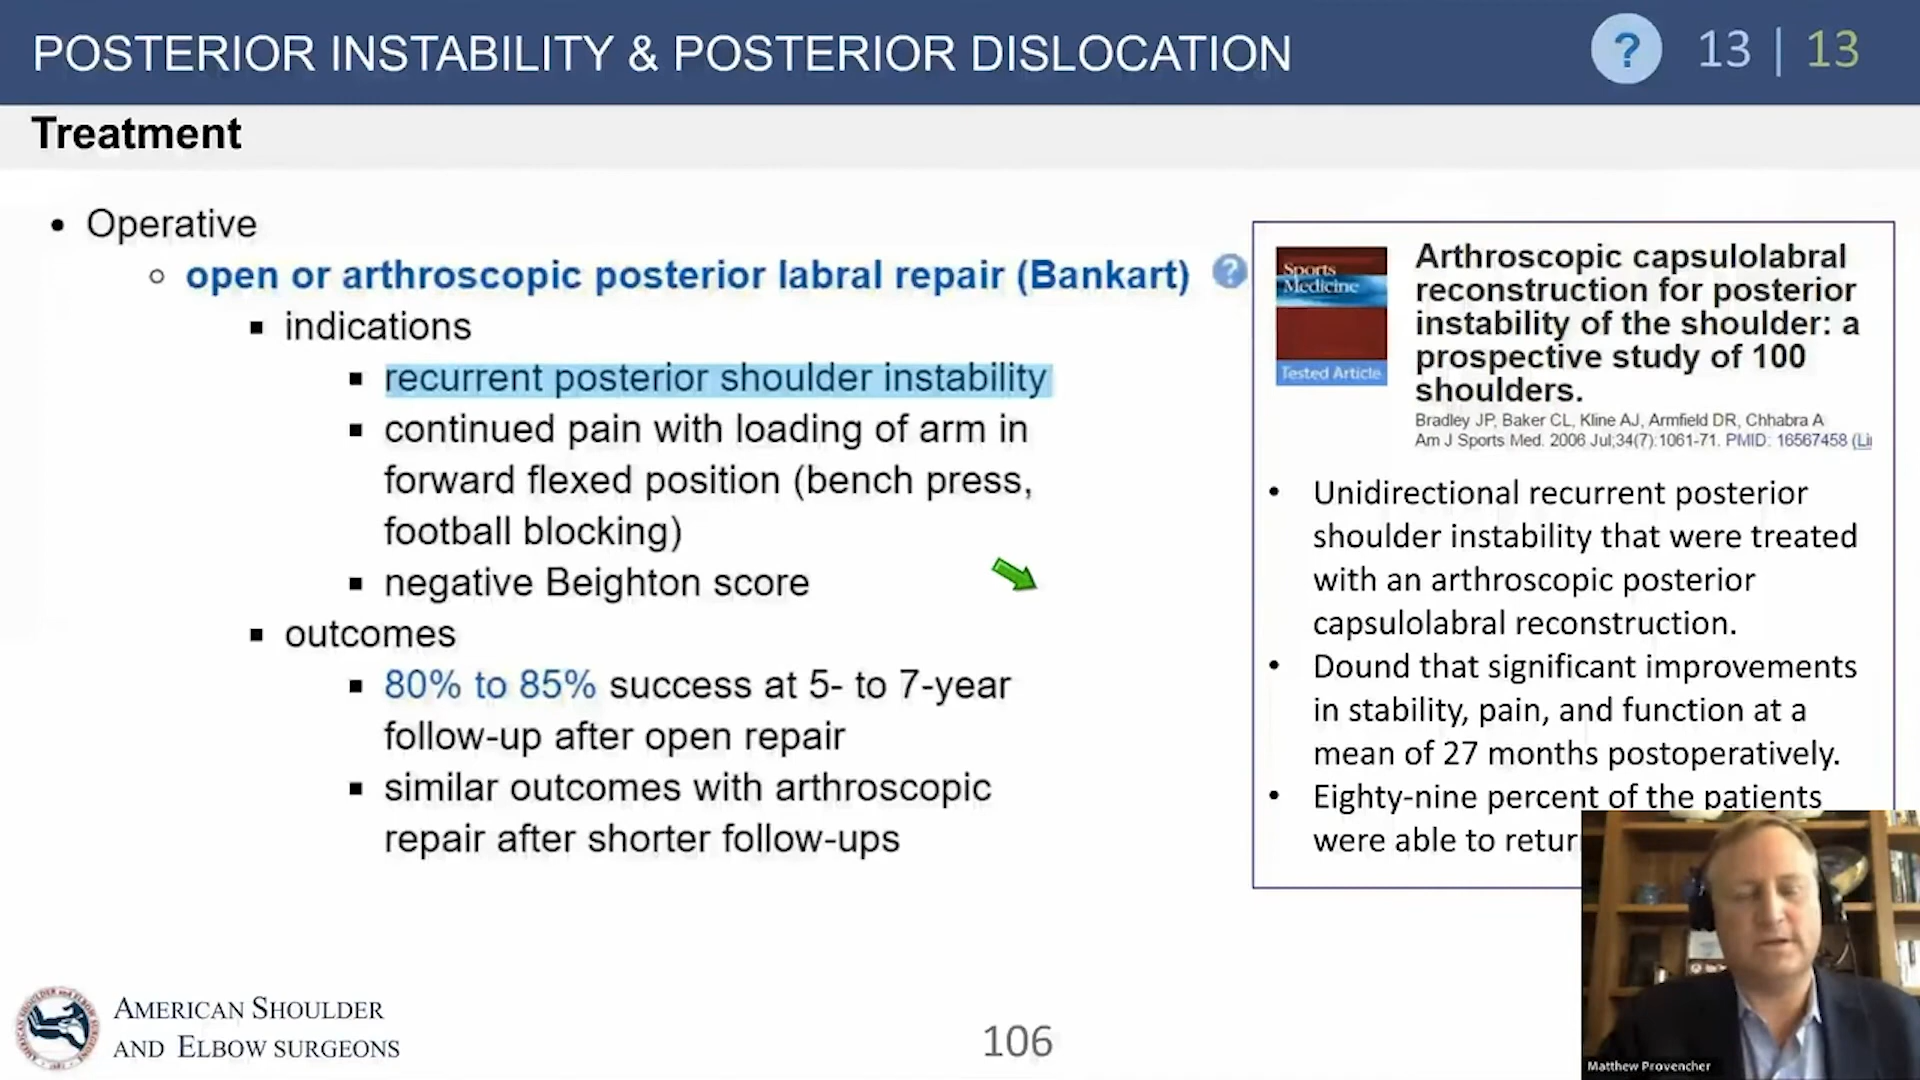 POSTERIOR INSTABILITY & POSTERIOR DISLOCATION
? 13 | 13
Treatment
• Operative
○ open or arthroscopic posterior labral repair (Bankart) ?
▪ indications
▪ recurrent posterior shoulder instability
▪ continued pain with loading of arm in
forward flexed position (bench press,
football blocking)
▪ negative Beighton score
▪ outcomes
▪ 80% to 85% success at 5- to 7-year
follow-up after open repair
▪ similar outcomes with arthroscopic
repair after shorter follow-ups
Sports
Medicine
Tested Article
Arthroscopic capsulolabral
reconstruction for posterior
instability of the shoulder: a
prospective study of 100
shoulders.
Bradley JP, Baker CL, Kline AJ, Armfield DR, Chhabra A
Am J Sports Med. 2006 Jul;34(7):1061-71. PMID: 16567458 (Li
• Unidirectional recurrent posterior
shoulder instability that were treated
with an arthroscopic posterior
capsulolabral reconstruction.
• Dound that significant improvements
in stability, pain, and function at a
mean of 27 months postoperatively.
• Eighty-nine percent of the patients
were able to retur
AMERICAN SHOULDER
AND ELBOW SURGEONS
106
Matthew Provencher